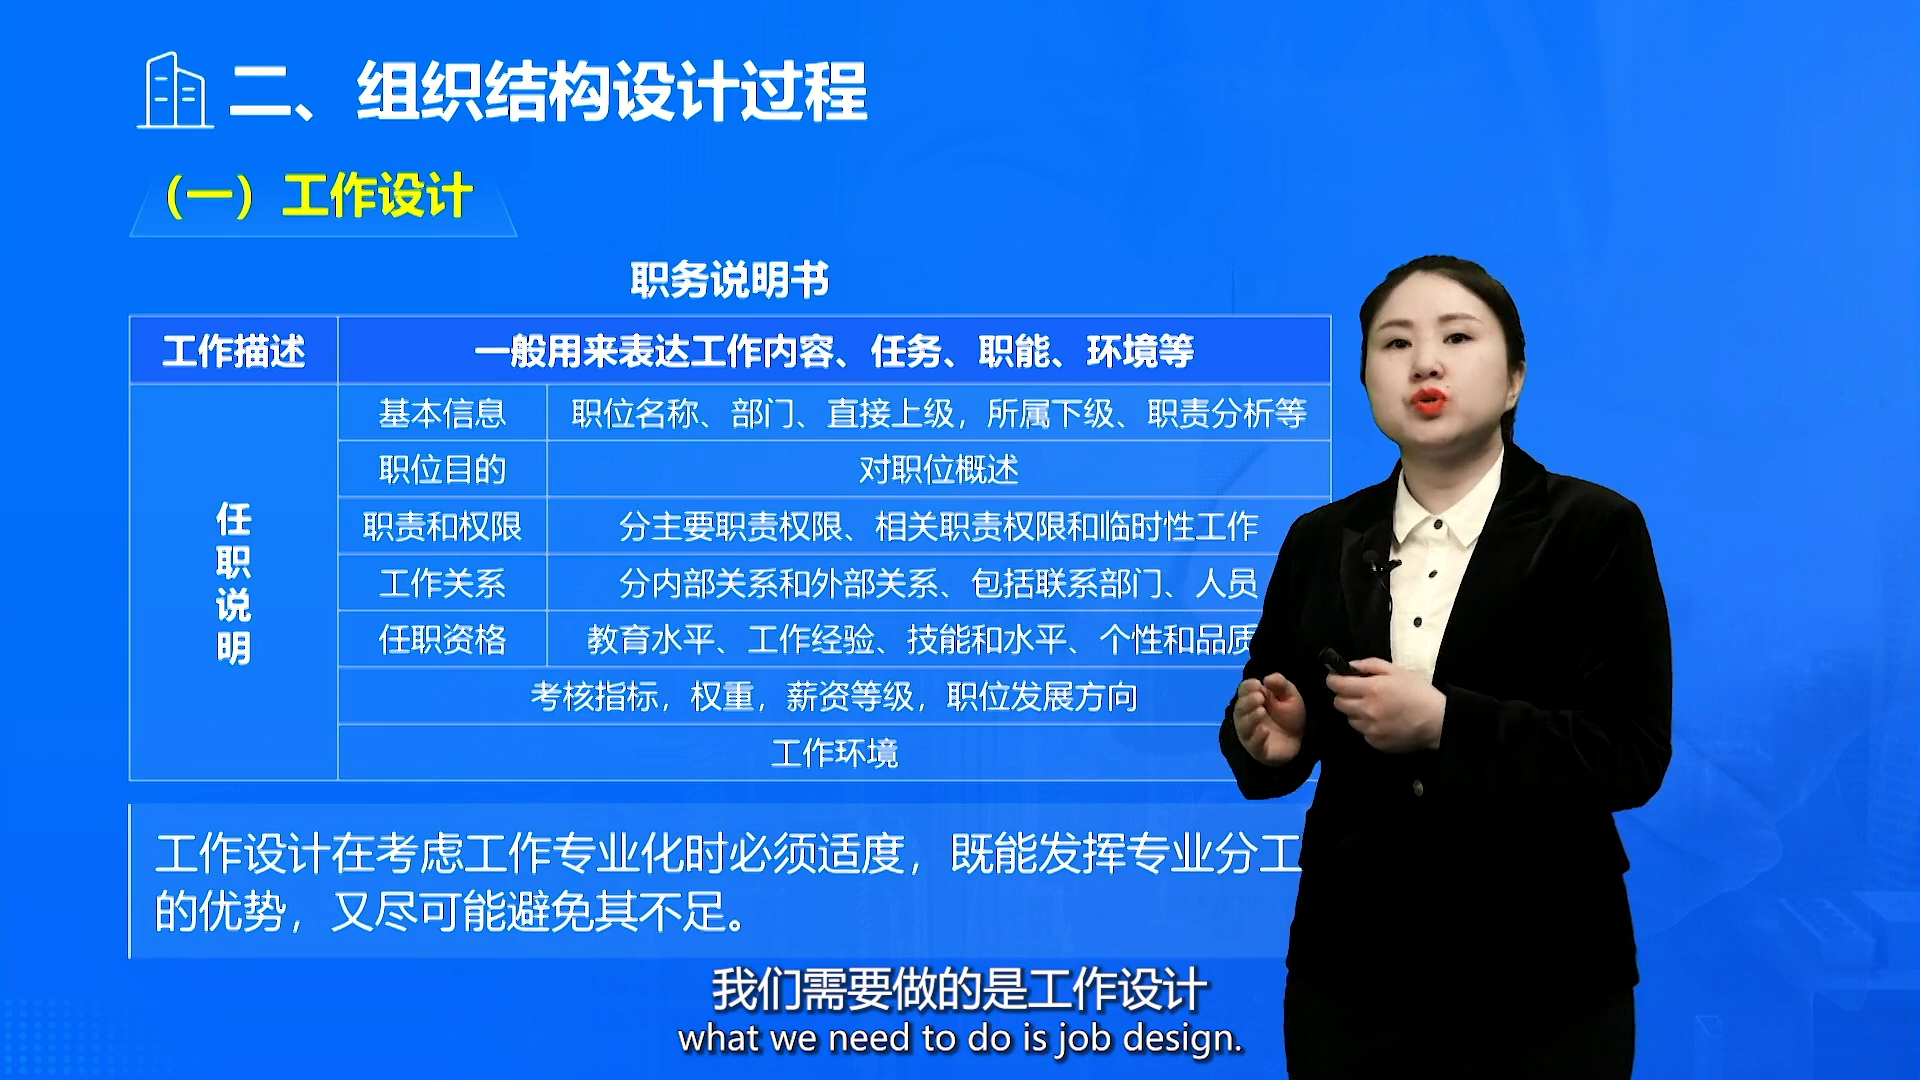 二、组织结构设计过程
（一）工作设计
职务说明书
工作描述 一般用来表达工作内容、任务、职能、环境等
任职说明
基本信息 职位名称、部门、直接上级，所属下级、职责分析等
职位目的 对职位概述
职责和权限 分主要职责权限、相关职责权限和临时性工作
工作关系 分内部关系和外部关系、包括联系部门、人员
任职资格 教育水平、工作经验、技能和水平、个性和品质
考核指标，权重，薪资等级，职位发展方向
工作环境
工作设计在考虑工作专业化时必须适度，既能发挥专业分工
的优势，又尽可能避免其不足。
我们需要做的是工作设计
what we need to do is job design.